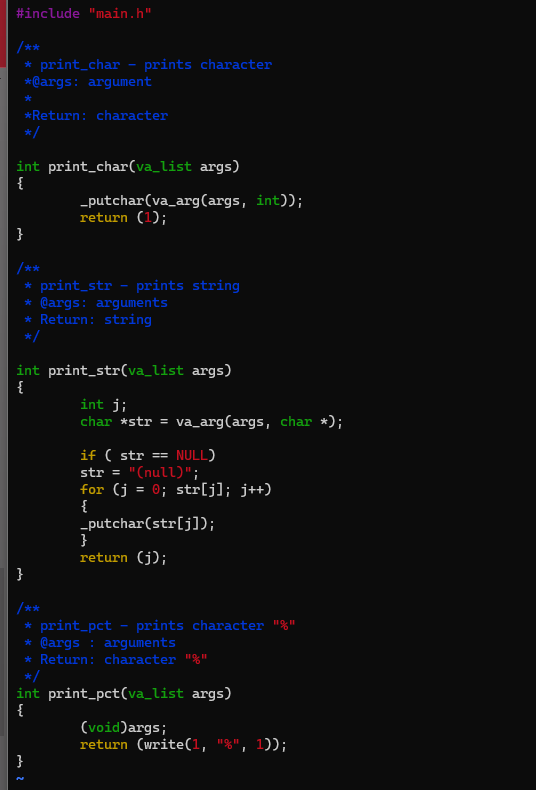 #include "main.h"

/**
 * print_char - prints character
 *@args: argument
 *
 *Return: character
 */

int print_char(va_list args)
{
        _putchar(va_arg(args, int));
        return (1);
}

/**
 * print_str - prints string
 * @args: arguments
 * Return: string
 */

int print_str(va_list args)
{
        int j;
        char *str = va_arg(args, char *);

        if ( str == NULL)
        str = "(null)";
        for (j = 0; str[j]; j++)
        {
        _putchar(str[j]);
        }
        return (j);
}

/**
 * print_pct - prints character "%"
 * @args : arguments
 * Return: character "%"
 */
int print_pct(va_list args)
{
        (void)args;
        return (write(1, "%", 1));
}
~